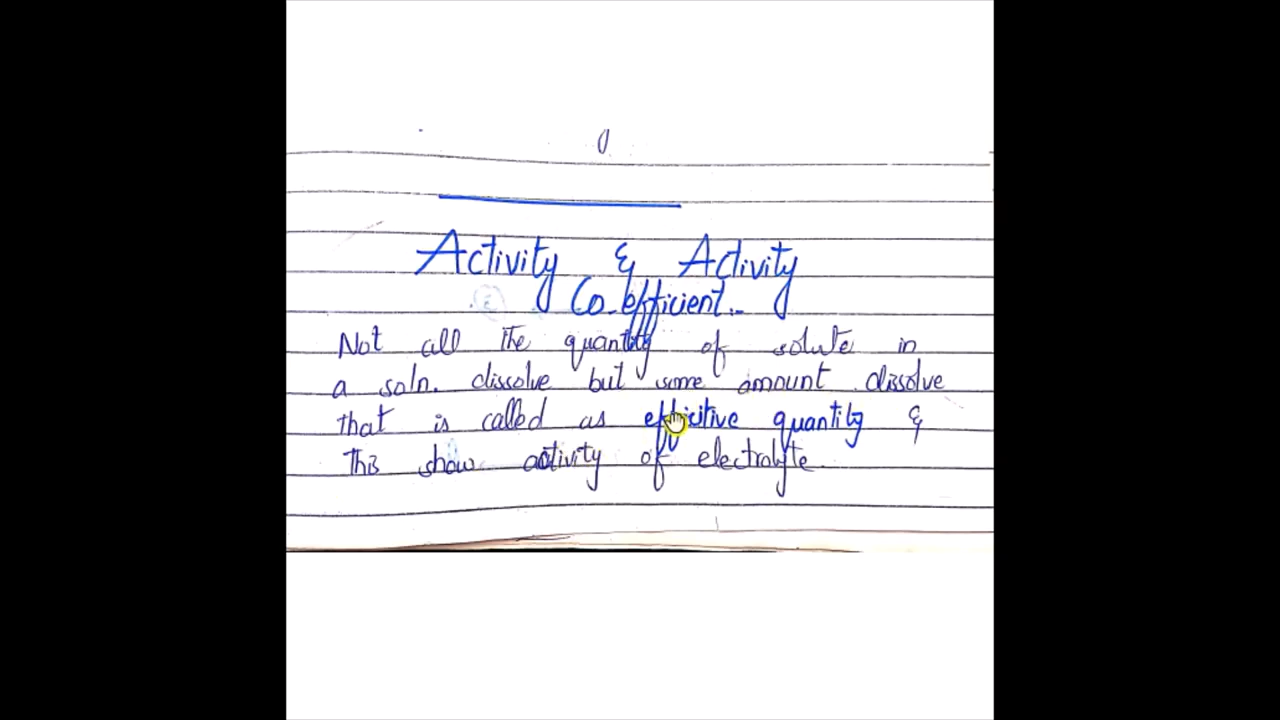 Activity & Activity
Co-efficient.-
Not all the quantity of solute in
a soln. dissolve but some amount dissolve
that is called as effective quantity &
This show activity of electrolyte